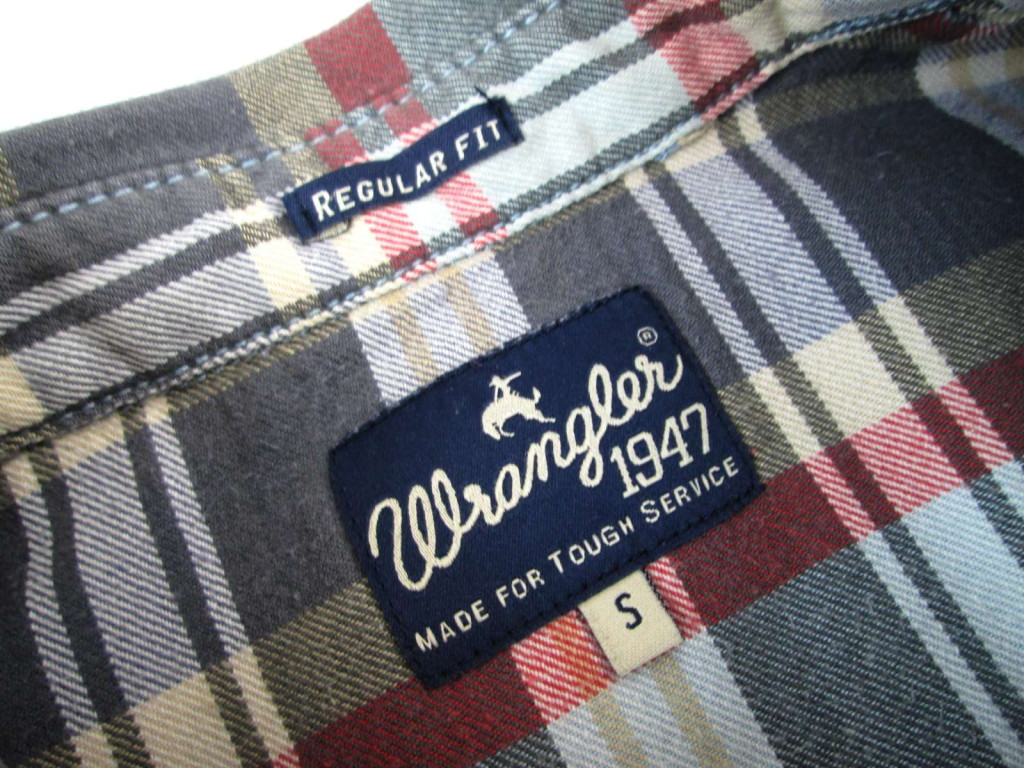 REGULAR FIT
Wrangler®
1947
MADE FOR TOUGH SERVICE
S